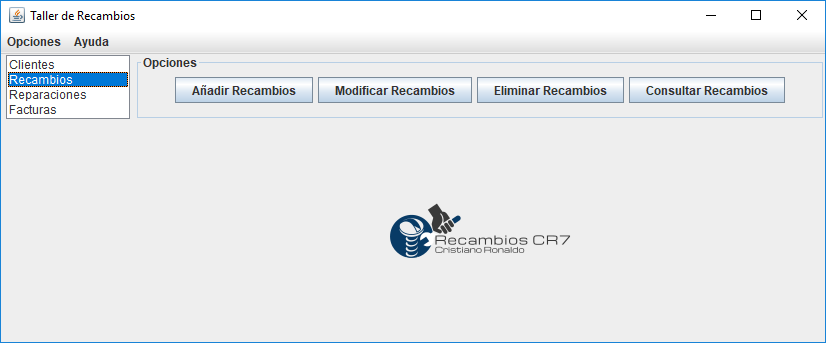 Taller de Recambios
Opciones Ayuda
Clientes
Recambios
Reparaciones
Facturas
Opciones
Añadir Recambios Modificar Recambios Eliminar Recambios Consultar Recambios
Recambios CR7
Cristiano Ronaldo